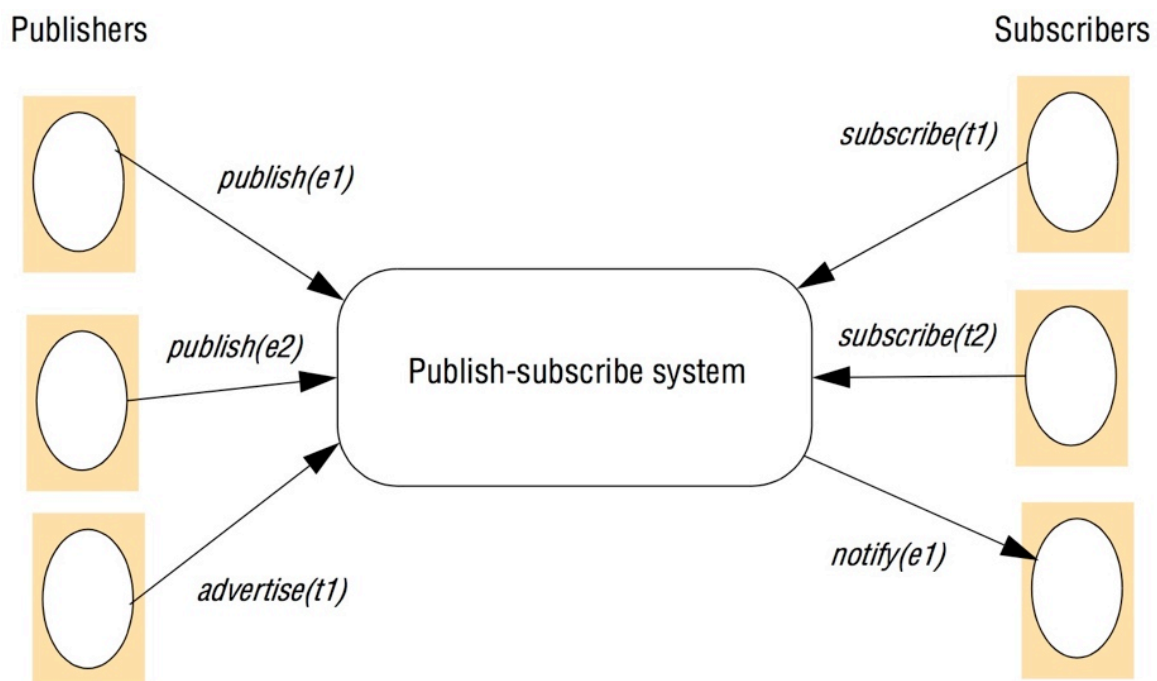 Publishers
Subscribers
publish(e1)
subscribe(t1)
publish(e2)
subscribe(t2)
Publish-subscribe system
advertise(t1)
notify(e1)